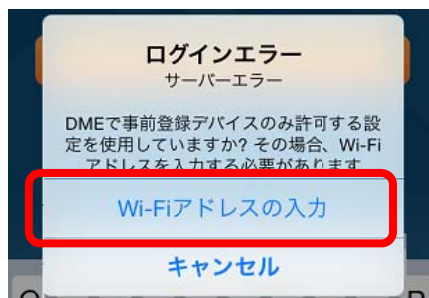 ログインエラー
サーバーエラー
DMEで事前登録デバイスのみ許可する設
定を使用していますか? その場合、Wi-Fi
アドレスを入力する必要があります
Wi-Fiアドレスの入力
キャンセル